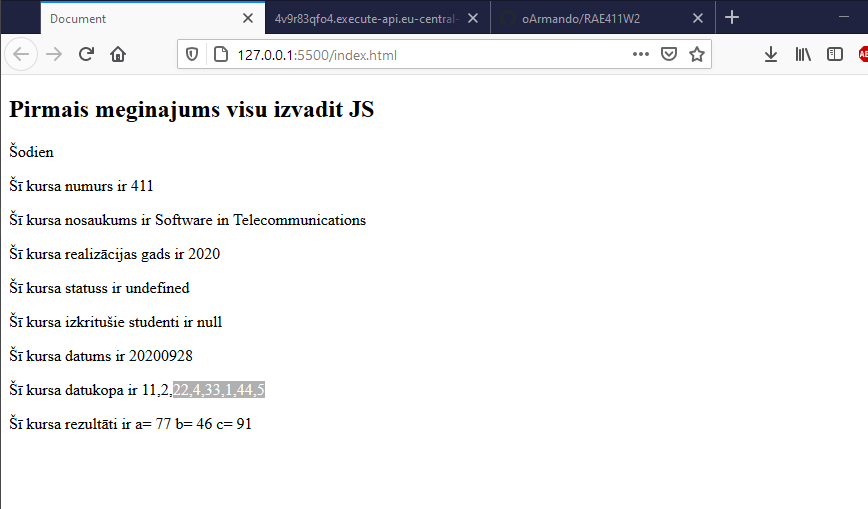 Document
4v9r83qfo4.execute-api.eu-central-
oArmando/RAE411W2
127.0.0.1:5500/index.html
Pirmais meginajums visu izvadit JS
Šodien
Šī kursa numurs ir 411
Šī kursa nosaukums ir Software in Telecommunications
Šī kursa realizācijas gads ir 2020
Šī kursa statuss ir undefined
Šī kursa izkritušie studenti ir null
Šī kursa datums ir 20200928
Šī kursa datukopa ir 11,2,22,4,33,1,44,5
Šī kursa rezultāti ir a= 77 b= 46 c= 91